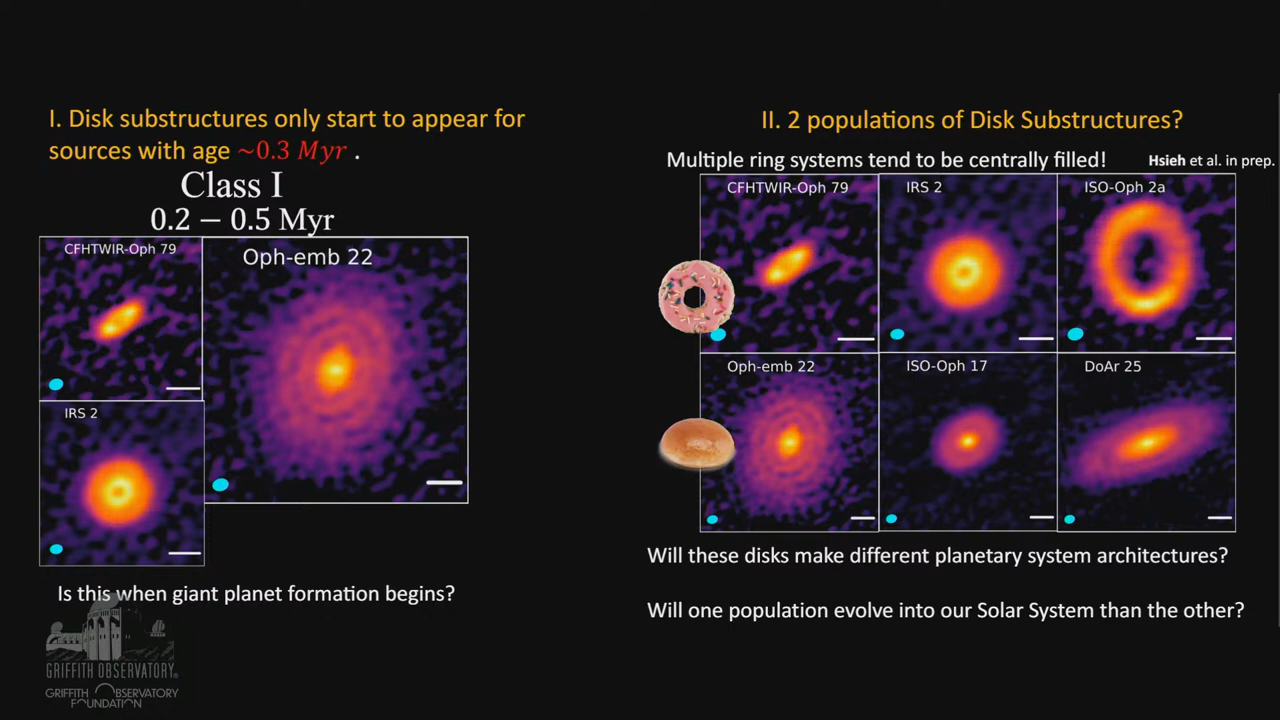 I. Disk substructures only start to appear for
sources with age ~0.3 Myr .
Class I
0.2 − 0.5 Myr
CFHTWIR-Oph 79
Oph-emb 22
IRS 2
Is this when giant planet formation begins?
GRIFFITH OBSERVATORY
GRIFFITH OBSERVATORY
FOUNDATION
II. 2 populations of Disk Substructures?
Multiple ring systems tend to be centrally filled!
Hsieh et al. in prep.
CFHTWIR-Oph 79
IRS 2
ISO-Oph 2a
Oph-emb 22
ISO-Oph 17
DoAr 25
Will these disks make different planetary system architectures?
Will one population evolve into our Solar System than the other?